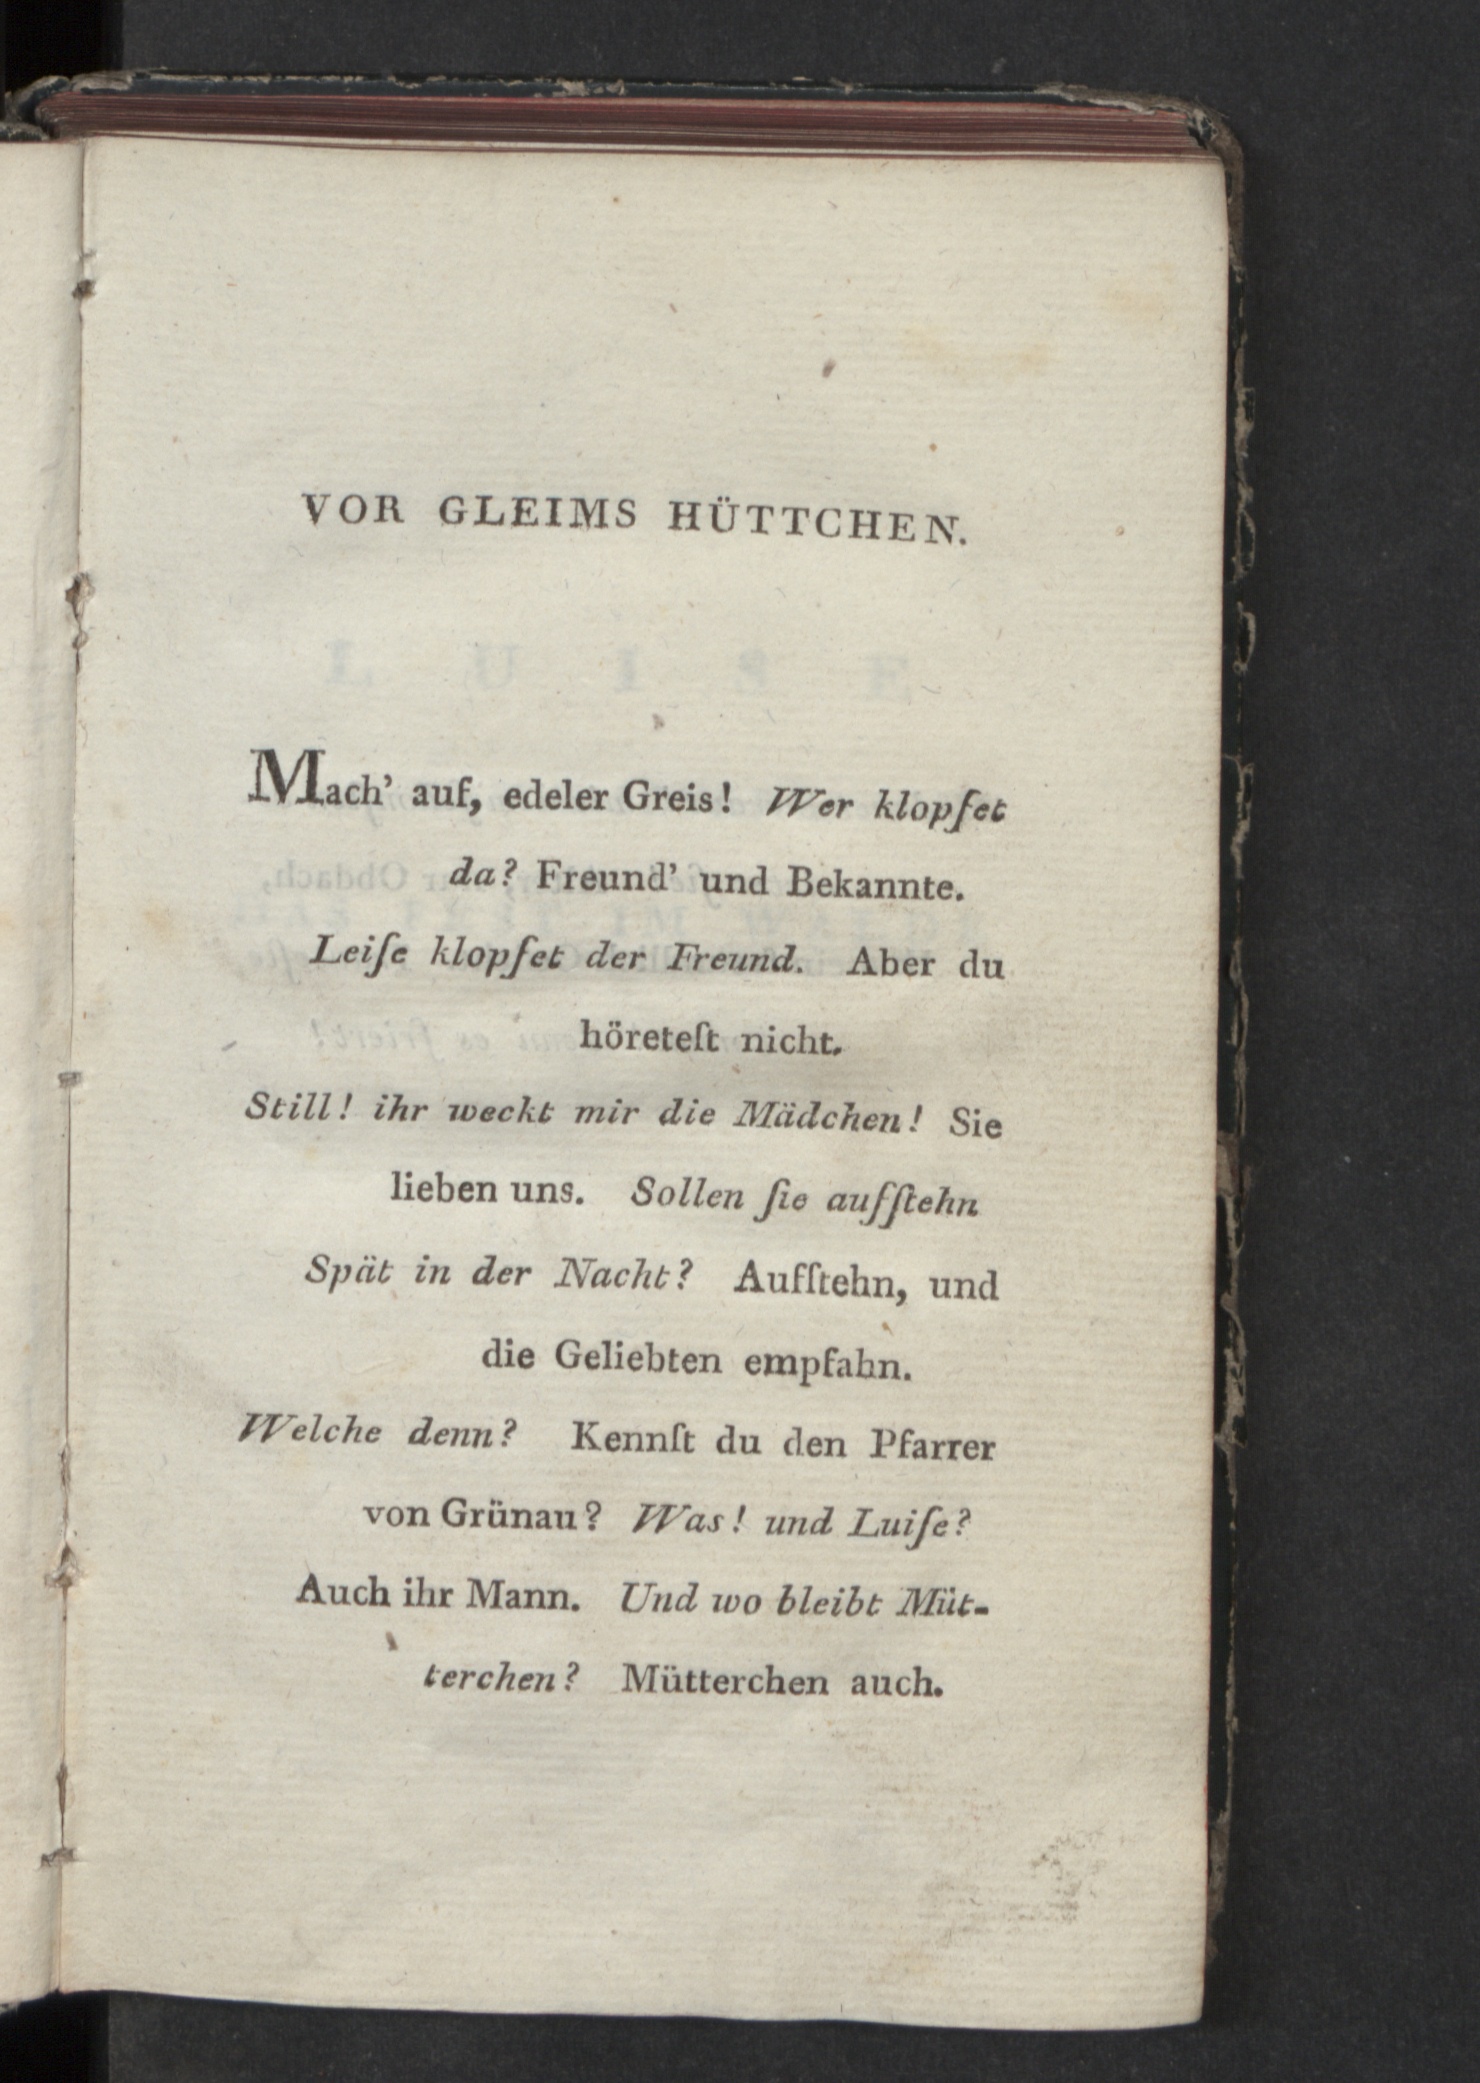 VOR GLEIMS HÜTTCHEN.
Mach' auf, edeler Greis! Wer klopfet
da? Freund' und Bekannte.
Leiſe klopfet der Freund. Aber du
höreteſt nicht.
Still! ihr weckt mir die Mädchen! Sie
lieben uns. Sollen ſie aufſtehn
Spät in der Nacht? Aufſtehn, und
die Geliebten empfahn.
Welche denn? Kennſt du den Pfarrer
von Grünau? Was! und Luiſe?
Auch ihr Mann. Und wo bleibt Müt-
terchen? Mütterchen auch.